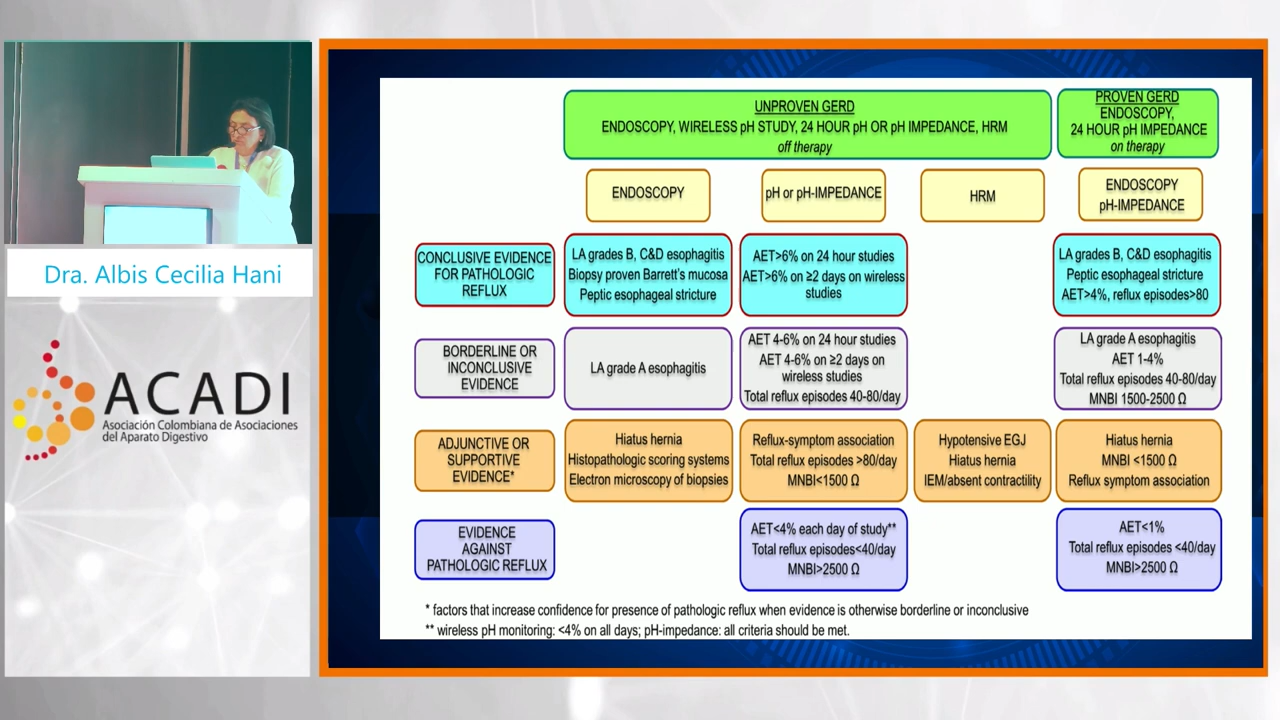 UNPROVEN GERD
ENDOSCOPY, WIRELESS pH STUDY, 24 HOUR pH OR pH IMPEDANCE, HRM
off therapy
PROVEN GERD
ENDOSCOPY,
24 HOUR pH IMPEDANCE
on therapy
ENDOSCOPY
pH or pH-IMPEDANCE
HRM
ENDOSCOPY
pH-IMPEDANCE
CONCLUSIVE EVIDENCE
FOR PATHOLOGIC
REFLUX
LA grades B, C&D esophagitis
Biopsy proven Barrett's mucosa
Peptic esophageal stricture
AET>6% on 24 hour studies
AET>6% on ≥2 days on wireless
studies
LA grades B, C&D esophagitis
Peptic esophageal stricture
AET>4%, reflux episodes>80
BORDERLINE OR
INCONCLUSIVE
EVIDENCE
LA grade A esophagitis
AET 4-6% on 24 hour studies
AET 4-6% on ≥2 days on
wireless studies
Total reflux episodes 40-80/day
LA grade A esophagitis
AET 1-4%
Total reflux episodes 40-80/day
MNBI 1500-2500 Ω
ADJUNCTIVE OR
SUPPORTIVE
EVIDENCE*
Hiatus hernia
Histopathologic scoring systems
Electron microscopy of biopsies
Reflux-symptom association
Total reflux episodes >80/day
MNBI<1500 Ω
Hypotensive EGJ
Hiatus hernia
IEM/absent contractility
Hiatus hernia
MNBI <1500 Ω
Reflux symptom association
EVIDENCE
AGAINST
PATHOLOGIC REFLUX
AET<4% each day of study**
Total reflux episodes<40/day
MNBI>2500 Ω
AET<1%
Total reflux episodes <40/day
MNBI>2500 Ω
* factors that increase confidence for presence of pathologic reflux when evidence is otherwise borderline or inconclusive
** wireless pH monitoring: <4% on all days; pH-impedance: all criteria should be met.
Dra. Albis Cecilia Hani
ACADI
Asociación Colombiana de Asociaciones
del Aparato Digestivo